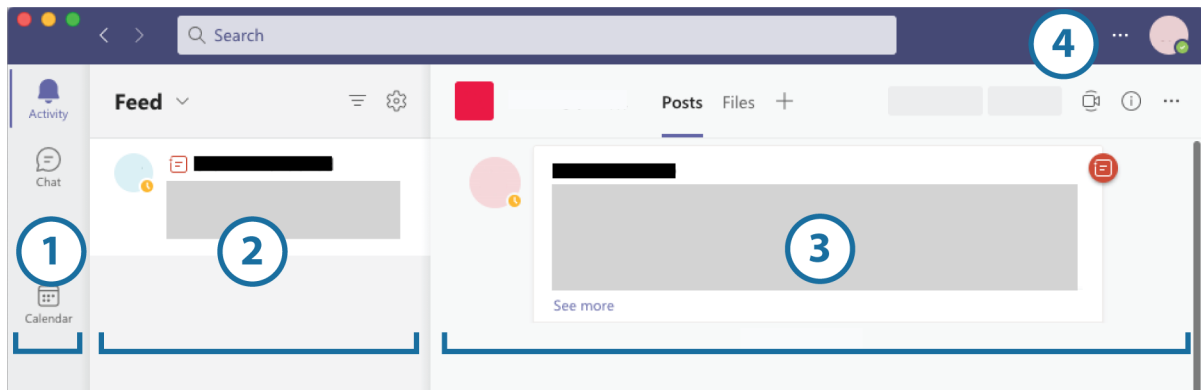 Search
4
Activity
Feed
Posts Files
Chat
1
2
3
Calendar
See more